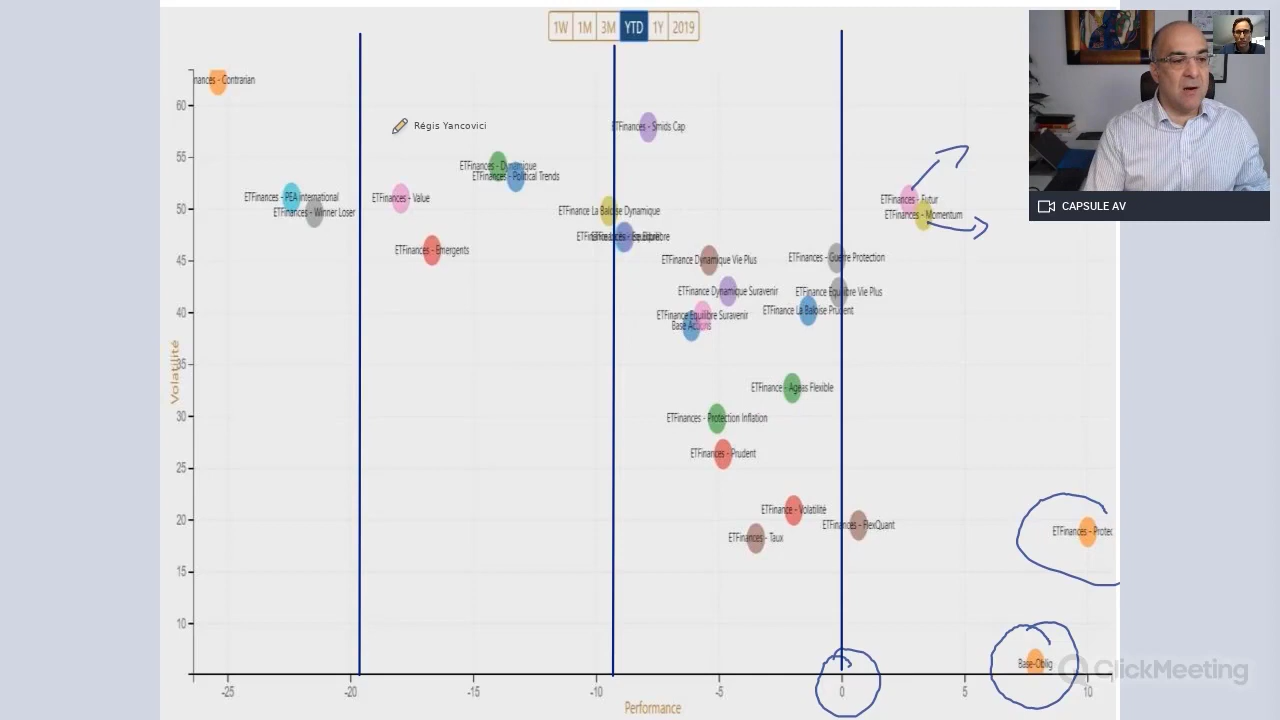 1W 1M 3M YTD 1Y 2019
CAPSULE AV
Régis Yancovici
nances - Contrarian
ETFinances - Smids Cap
ETFinances - Dynamique
ETFinances - Political Trends
ETFinances - PEA International
ETFinances - Winner Loser
ETFinances - Value
ETFinance La Baloise Dynamique
ETFinances - Futur
ETFinances - Momentum
ETFinances - Emergents
ETFinance Dynamique Vie Plus
ETFinances - Guerre Protection
ETFinance Dynamique Suravenir
ETFinance Equilibre Vie Plus
ETFinance Equilibre Suravenir
Base Actions
ETFinance La Baloise Prudent
ETFinance - Ageas Flexible
ETFinances - Protection Inflation
ETFinances - Prudent
ETFinance - Volatilité
ETFinances - FlexQuant
ETFinances - Taux
ETFinances - Protec
Base-Oblig
60
55
50
45
40
35
30
25
20
15
10
Volatilité
-25 -20 -15 -10 -5 0 5 10
Performance
ClickMeeting